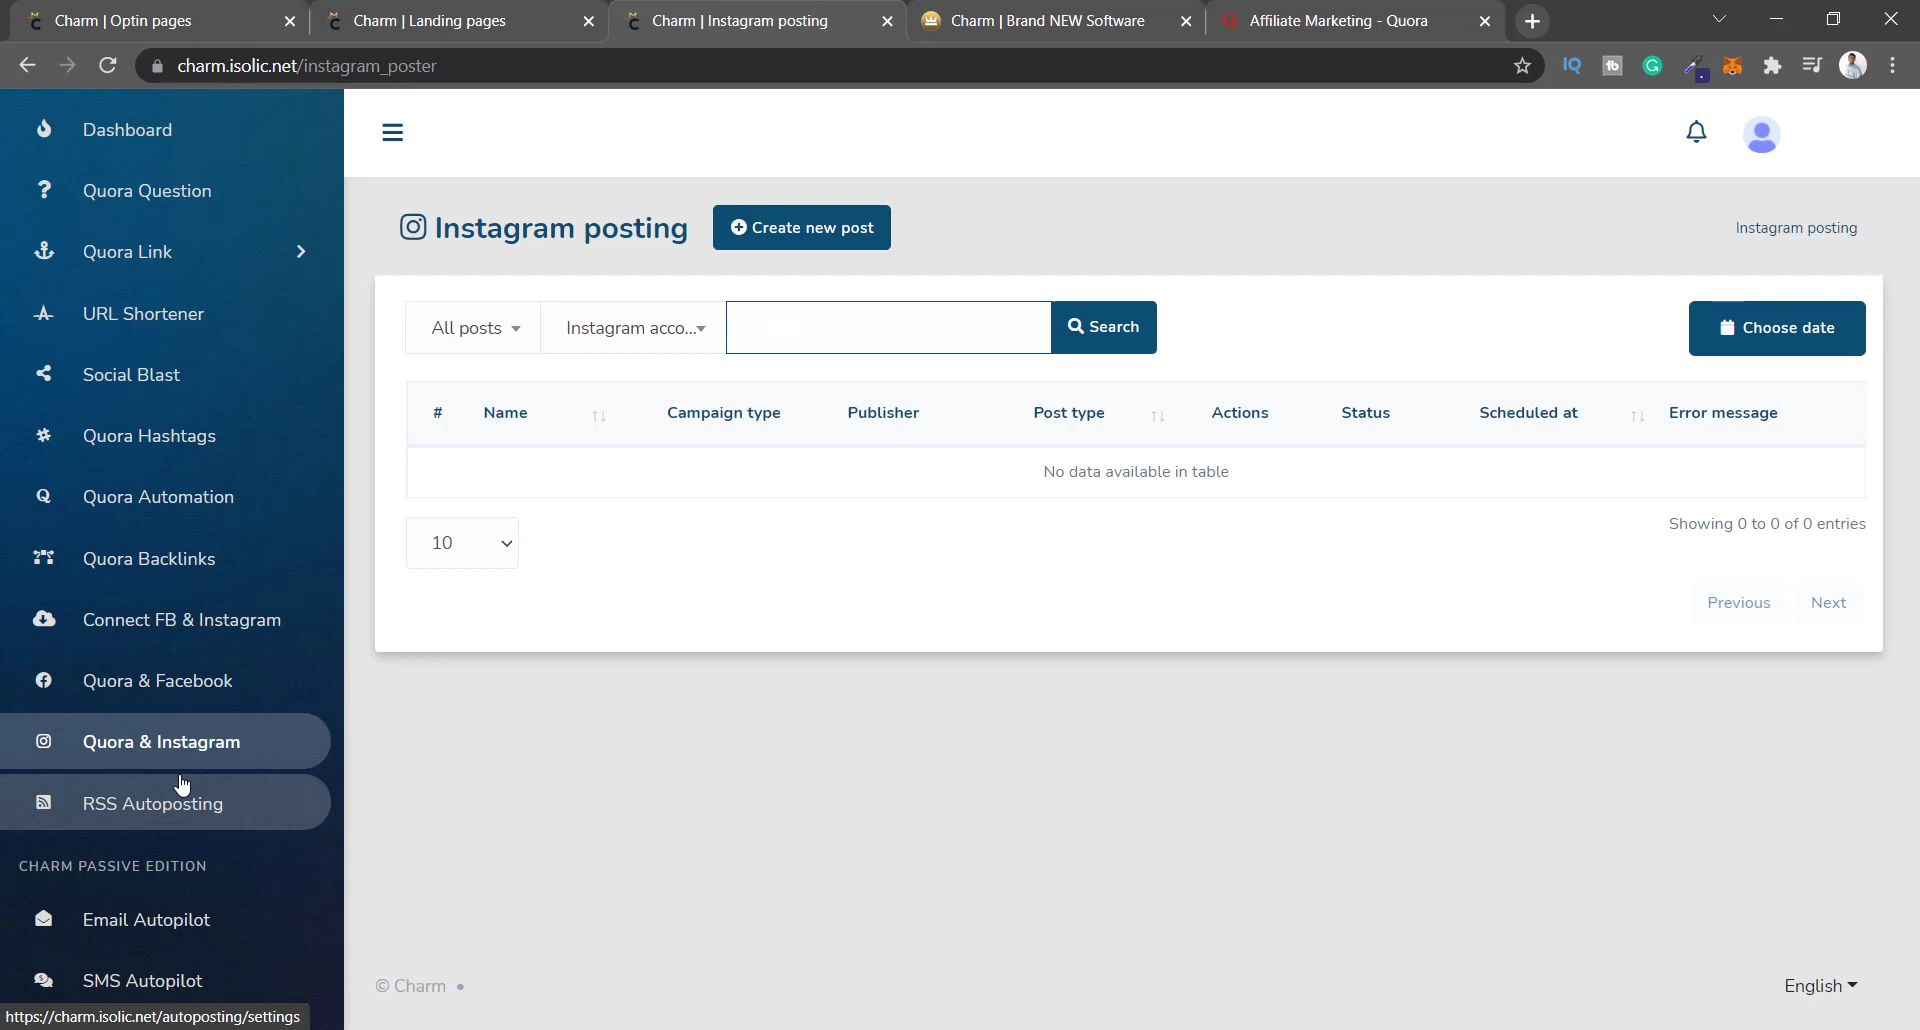 Charm | Optin pages
Charm | Landing pages
Charm | Instagram posting
Charm | Brand NEW Software
Affiliate Marketing - Quora
charm.isolic.net/instagram_poster
IQ
tb
G
Dashboard
Quora Question
Quora Link
URL Shortener
Social Blast
Quora Hashtags
Quora Automation
Quora Backlinks
Connect FB & Instagram
Quora & Facebook
Quora & Instagram
RSS Autoposting
CHARM PASSIVE EDITION
Email Autopilot
SMS Autopilot
https://charm.isolic.net/autoposting/settings
Instagram posting
Create new post
Instagram posting
All posts
Instagram acco...
Search
Choose date
# Name Campaign type Publisher Post type Actions Status Scheduled at Error message
No data available in table
10
Showing 0 to 0 of 0 entries
Previous Next
© Charm •
English